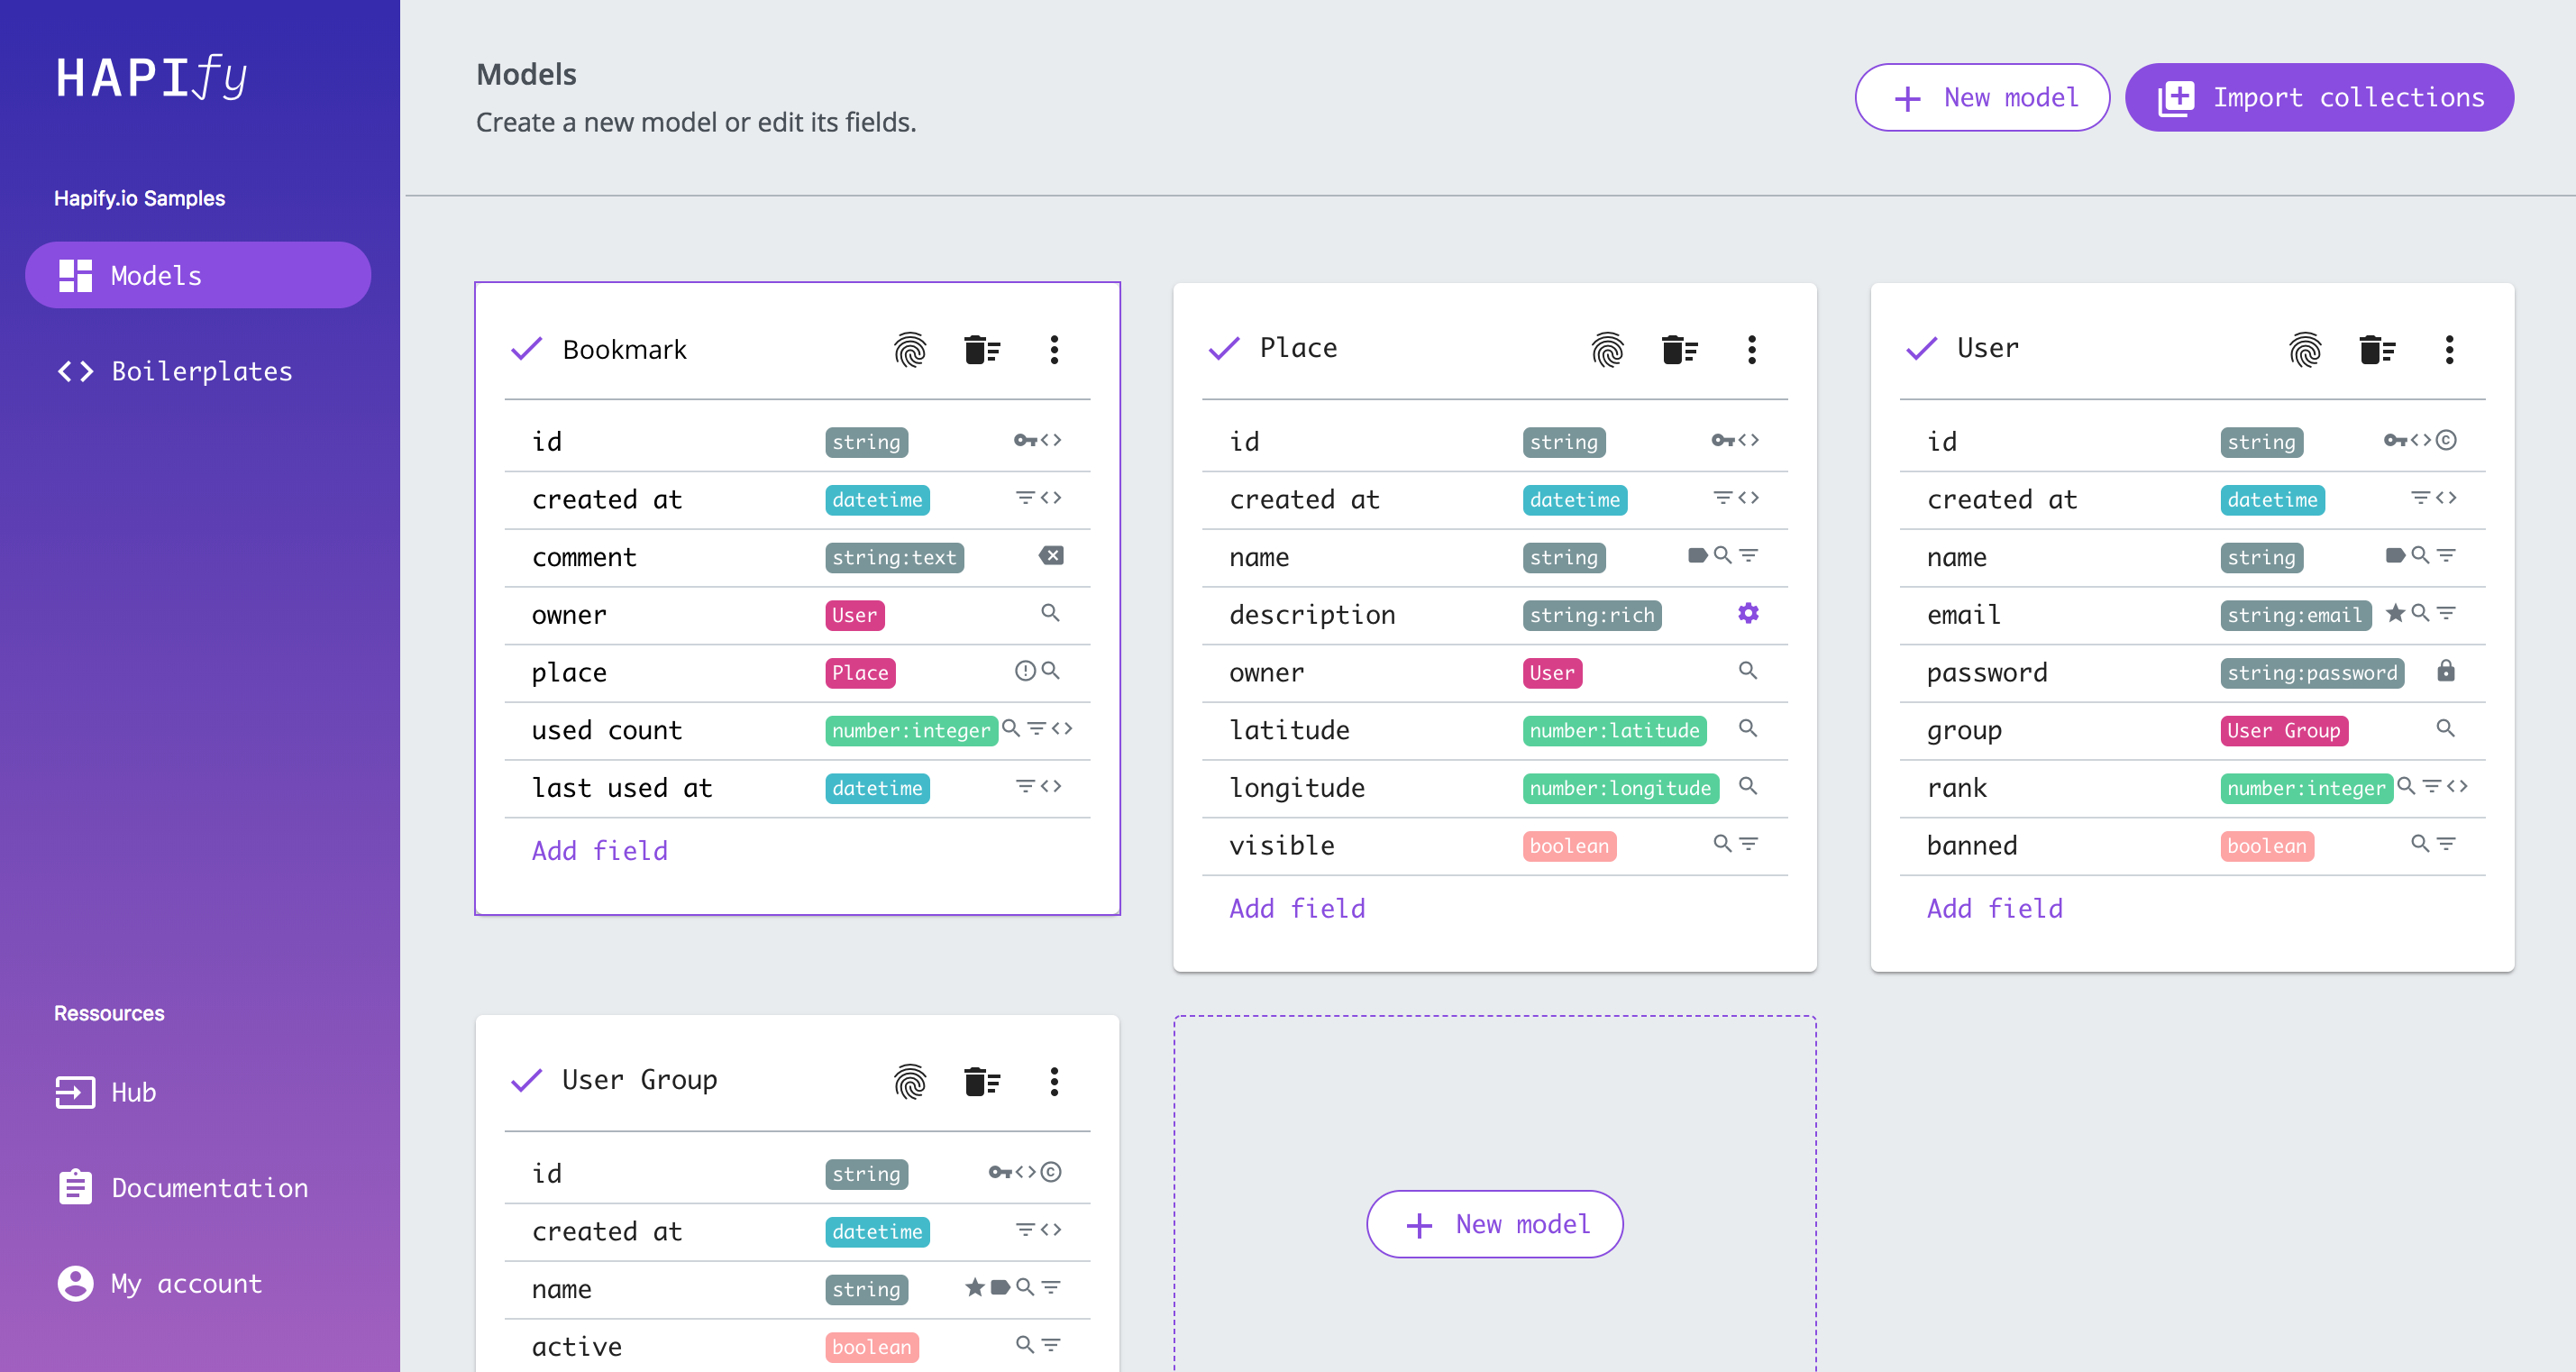 HAPIfy
Hapify.io Samples
Models
Boilerplates
Ressources
Hub
Documentation
My account
Models
Create a new model or edit its fields.
New model
Import collections
Bookmark
id string
created at datetime
comment string:text
owner User
place Place
used count number:integer
last used at datetime
Add field
Place
id string
created at datetime
name string
description string:rich
owner User
latitude number:latitude
longitude number:longitude
visible boolean
Add field
User
id string
created at datetime
name string
email string:email
password string:password
group User Group
rank number:integer
banned boolean
Add field
User Group
id string
created at datetime
name string
active boolean
New model